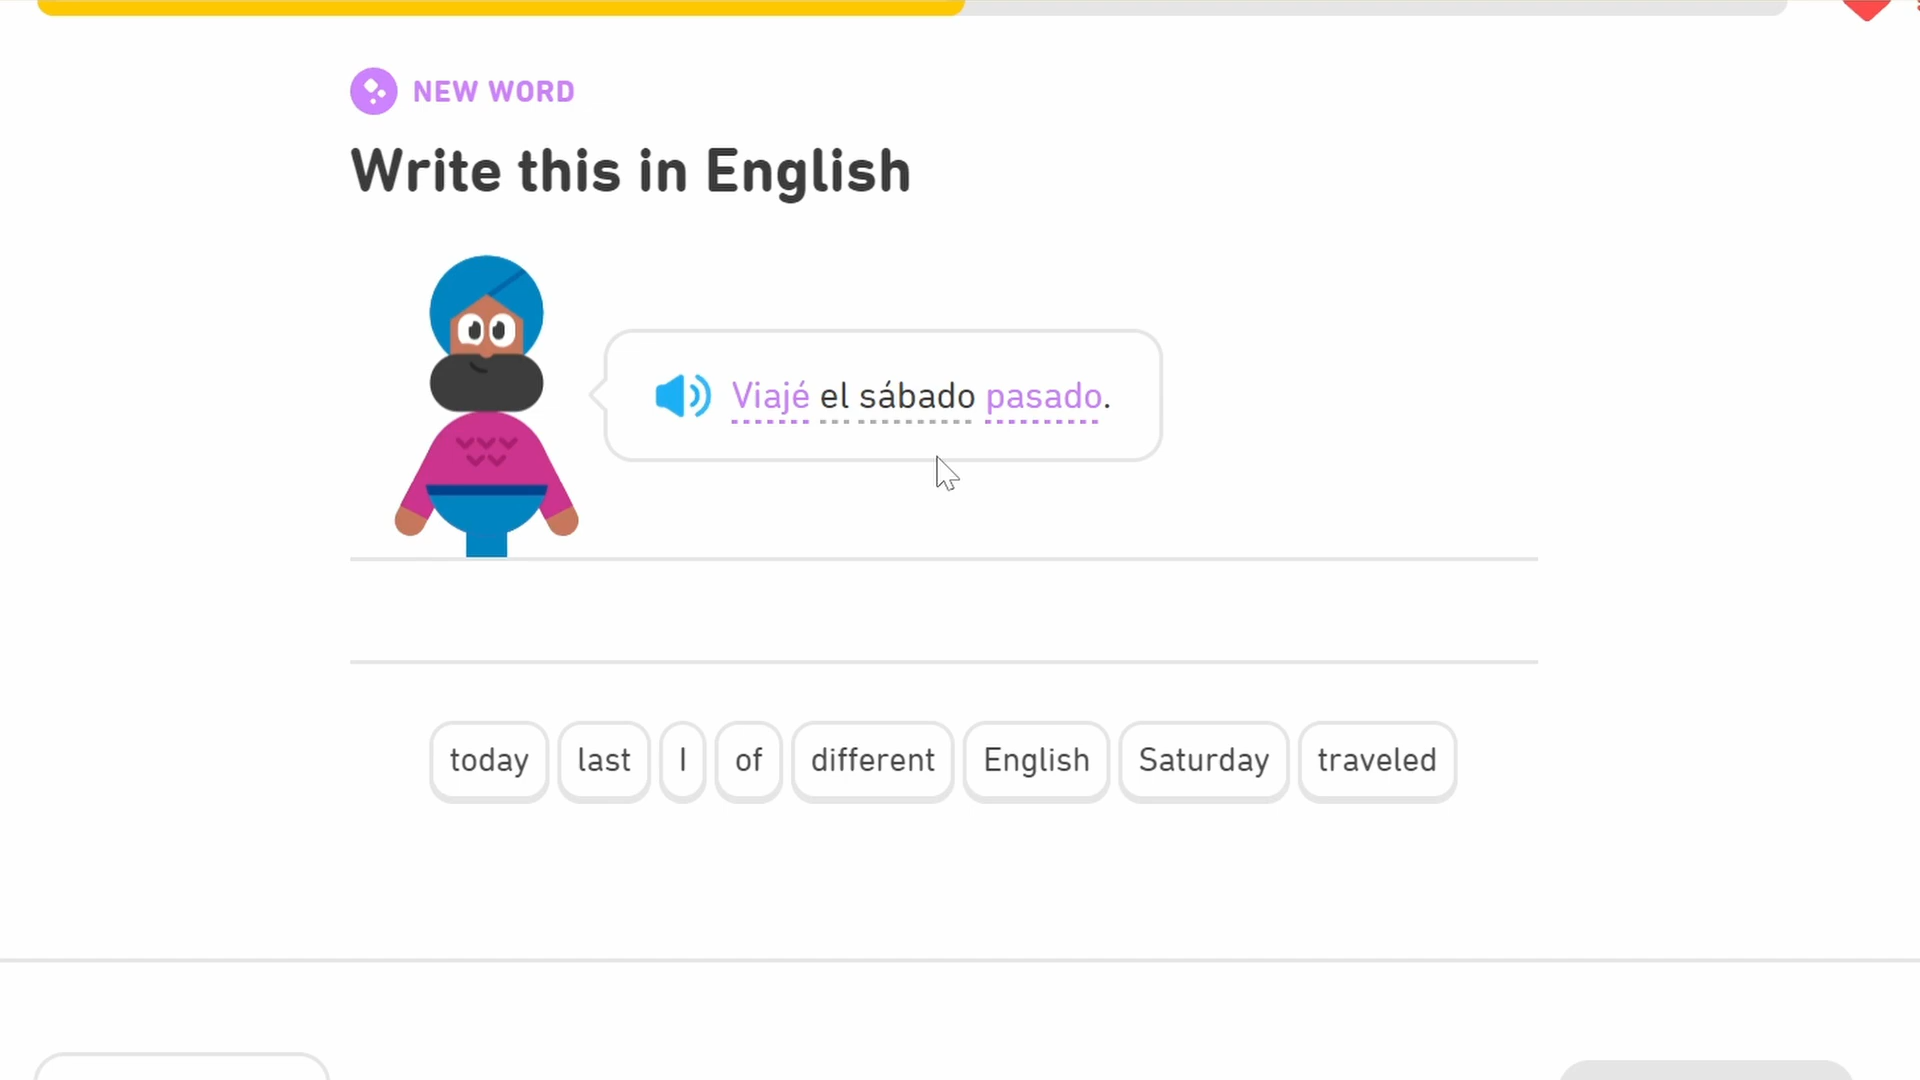 NEW WORD
Write this in English
Viajé el sábado pasado.
today last I of different English Saturday traveled